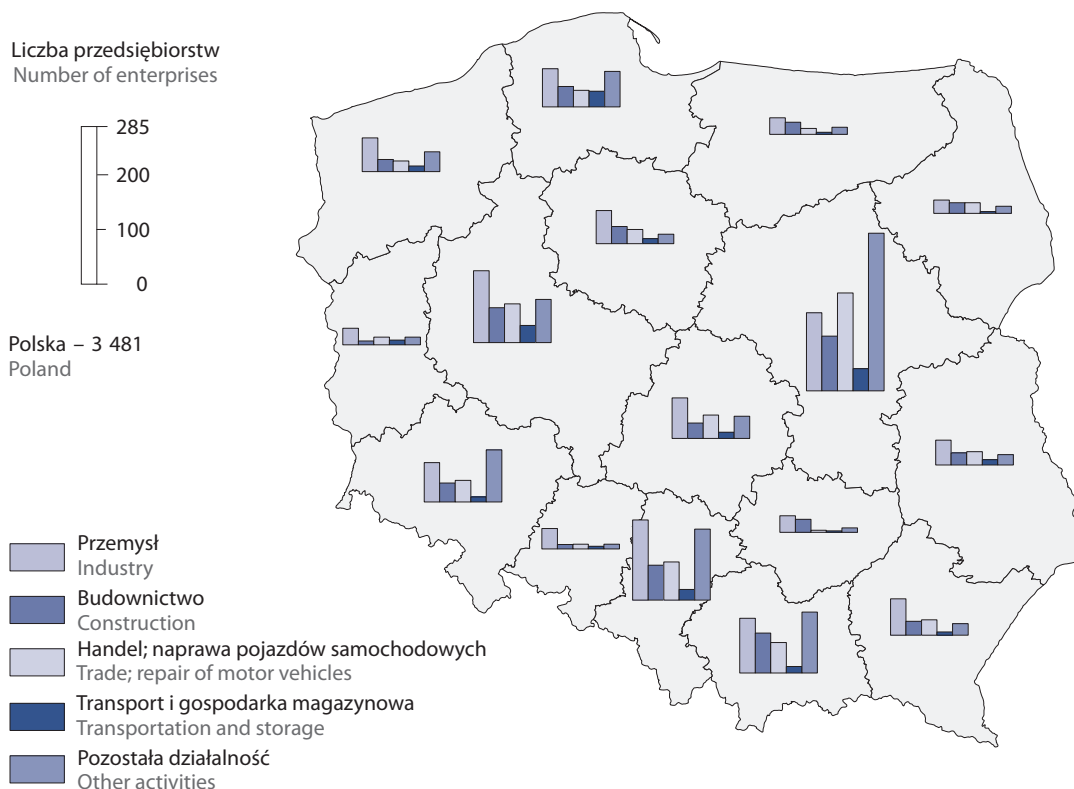 Liczba przedsiębiorstw
Number of enterprises
285
200
100
0
Polska – 3 481
Poland
Przemysł
Industry
Budownictwo
Construction
Handel; naprawa pojazdów samochodowych
Trade; repair of motor vehicles
Transport i gospodarka magazynowa
Transportation and storage
Pozostała działalność
Other activities